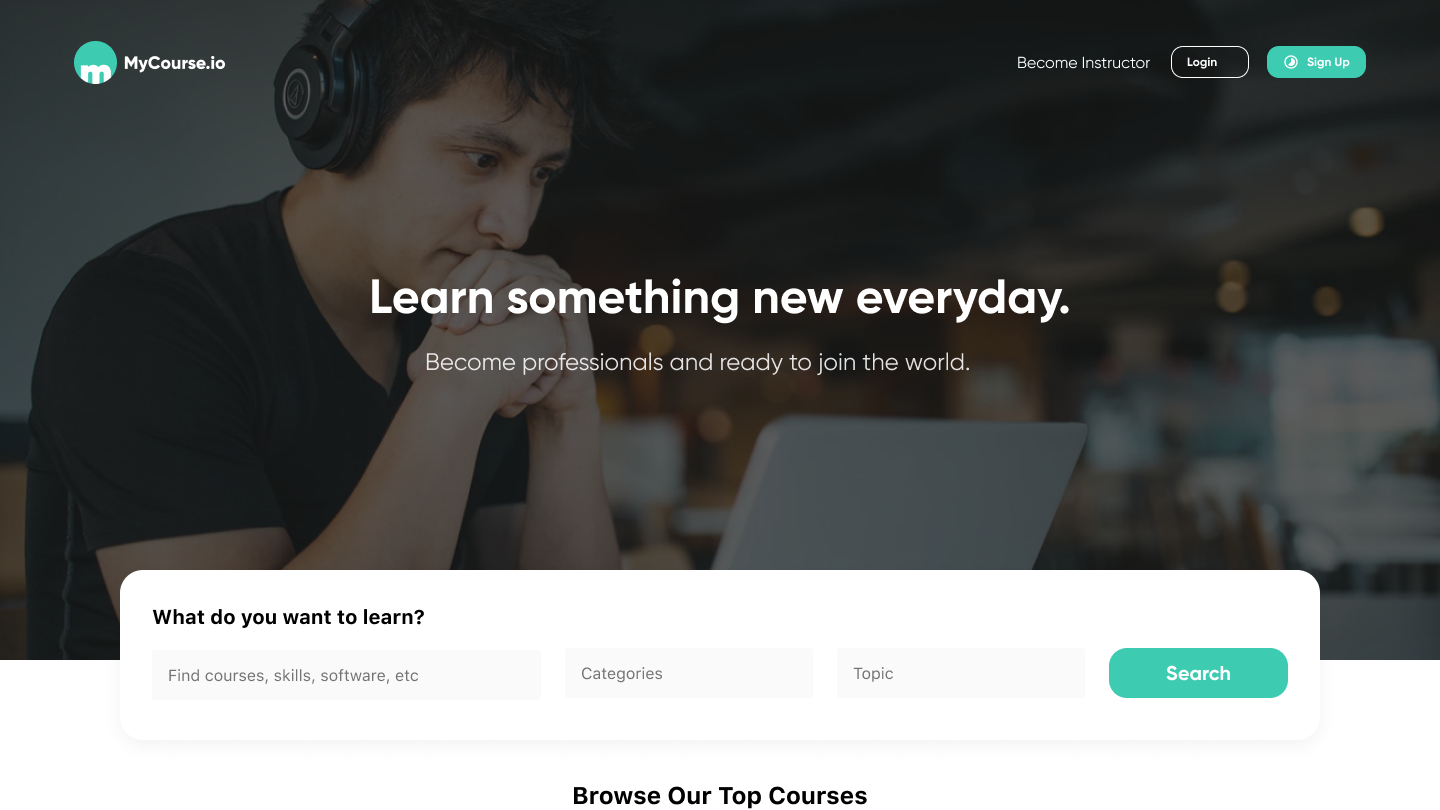 m MyCourse.io
Become Instructor
Login
Sign Up
Learn something new everyday.
Become professionals and ready to join the world.
What do you want to learn?
Find courses, skills, software, etc
Categories
Topic
Search
Browse Our Top Courses